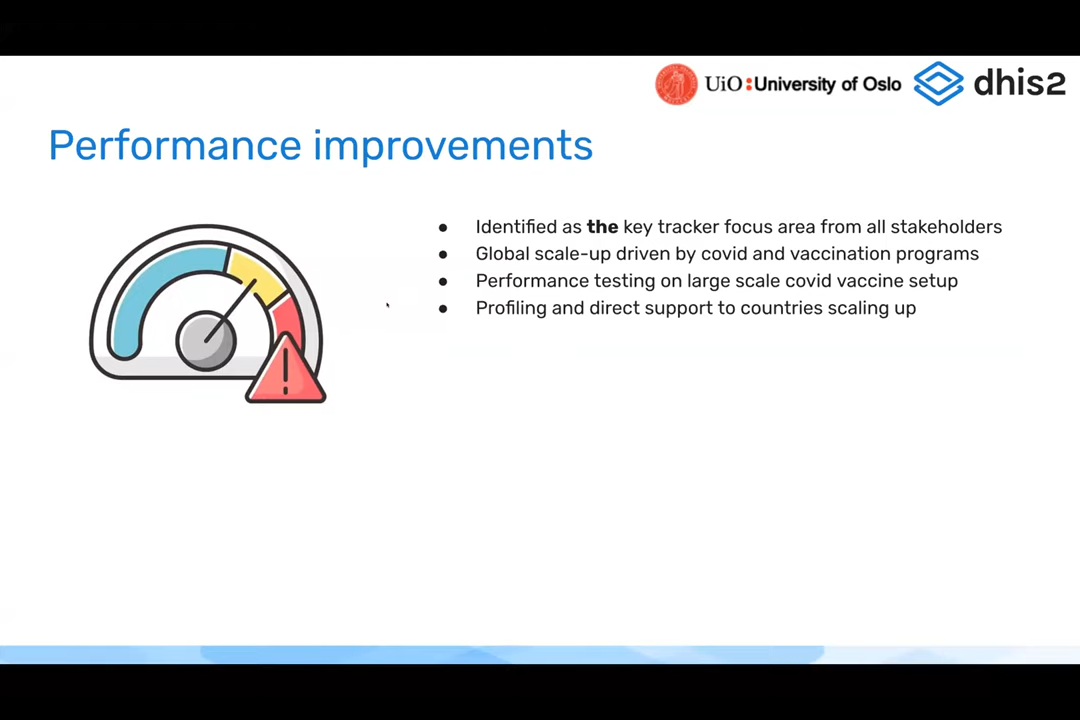 UiO:University of Oslo dhis2
Performance improvements
● Identified as the key tracker focus area from all stakeholders
● Global scale-up driven by covid and vaccination programs
● Performance testing on large scale covid vaccine setup
● Profiling and direct support to countries scaling up
!